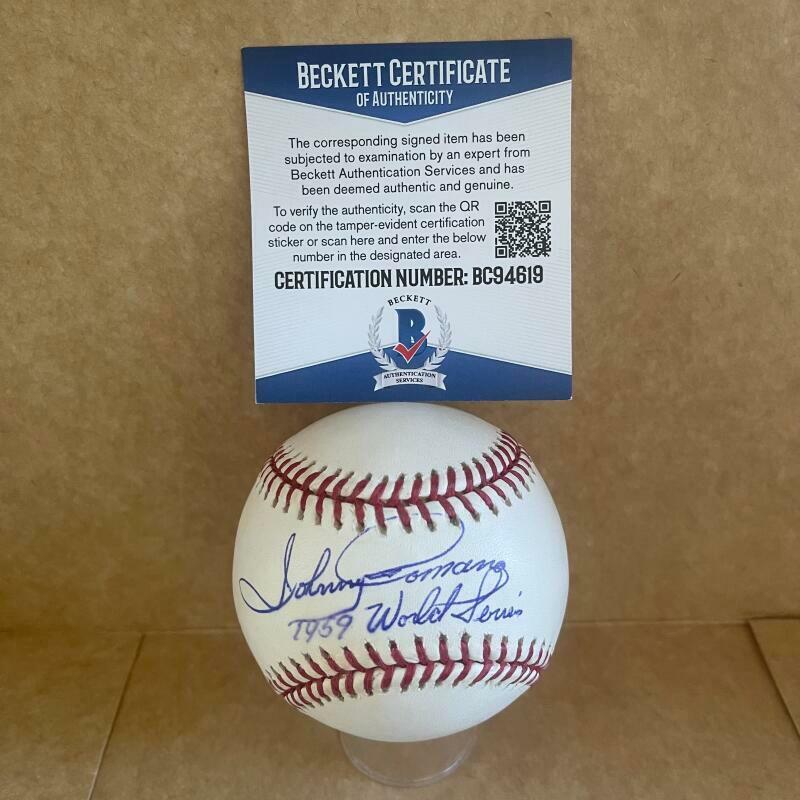 BECKETT CERTIFICATE
OF AUTHENTICITY
The corresponding signed item has been
subjected to examination by an expert from
Beckett Authentication Services and has
been deemed authentic and genuine.
To verify the authenticity, scan the QR
code on the tamper-evident certification
sticker or scan here and enter the below
number in the designated area.
CERTIFICATION NUMBER: BC94619
BECKETT
B
AUTHENTICATION
SERVICES
Johnny Romano
1959 World Series